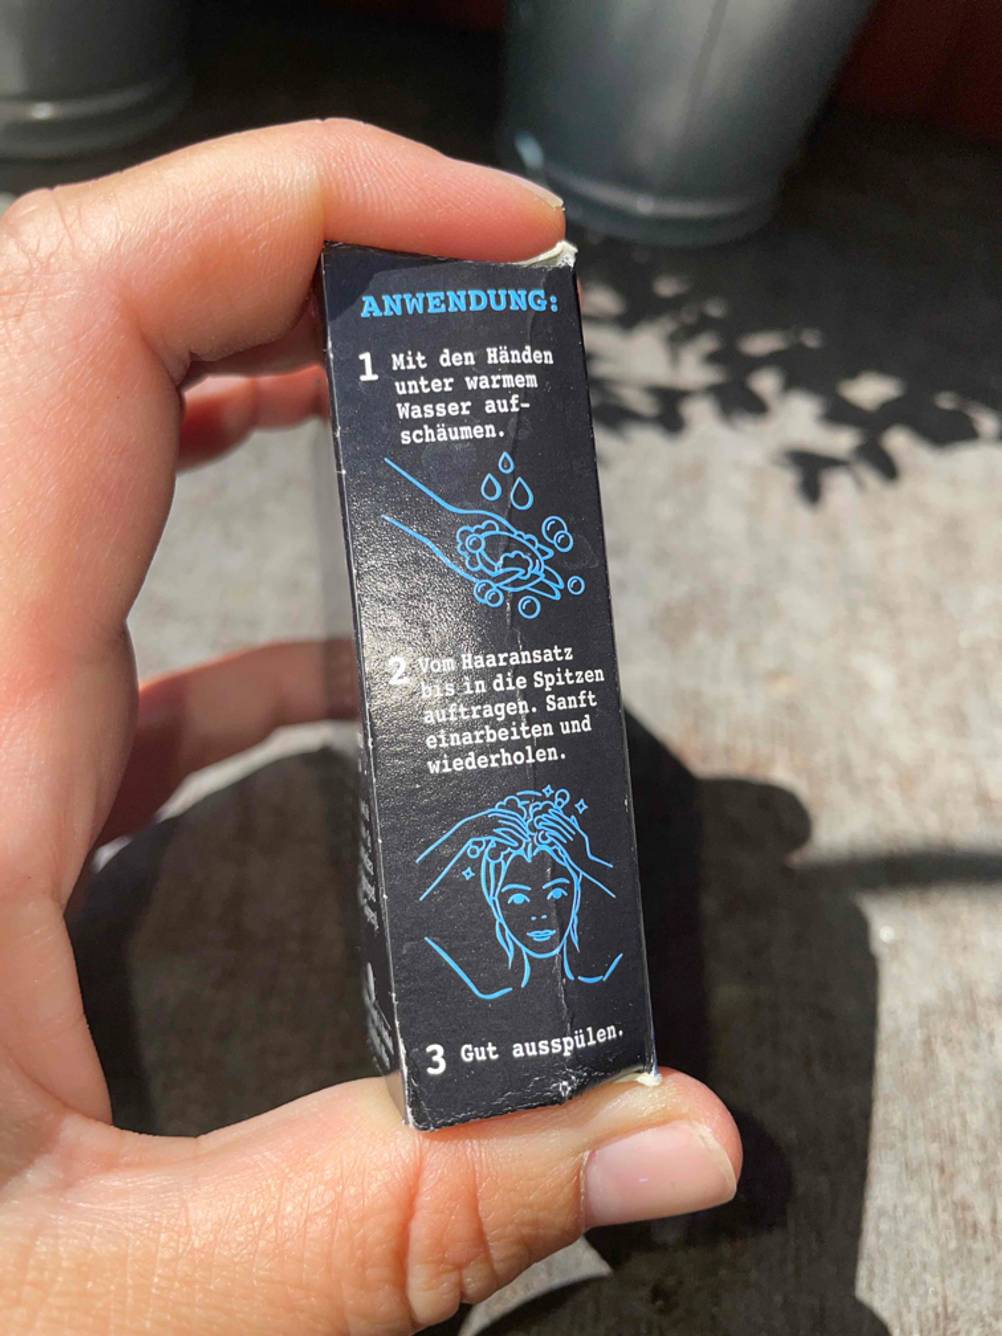 ANWENDUNG:
1 Mit den Händen
unter warmem
Wasser auf-
schäumen.
2 Vom Haaransatz
bis in die Spitzen
auftragen. Sanft
einarbeiten und
wiederholen.
3 Gut ausspülen.